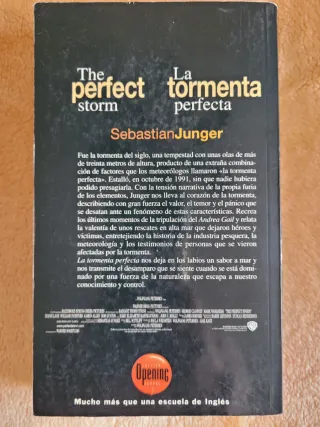 The La
perfect tormenta
storm perfecta
SebastianJunger
Fue la tormenta del siglo, una tempestad con unas olas de más
de treinta metros de altura, producto de una extraña combina-
ción de factores que los meteorólogos llamaron «la tormenta
perfecta». Estalló, en octubre de 1991, sin que nadie hubiera
podido presagiarla. Con la tensión narrativa de la propia furia
de los elementos, Junger nos lleva al corazón de la tormenta,
describiendo con gran fuerza el valor, el temor y el pánico que
se desatan ante un fenómeno de estas características. Recrea
los últimos momentos de la tripulación del Andrea Gail y relata
la valentía de unos rescates en alta mar que dejaron héroes y
víctimas, entretejiendo la historia de la industria pesquera, la
meteorología y los testimonios de personas que se vieron
afectadas por la tormenta.
La tormenta perfecta nos deja en los labios un sabor a mar y
nos transmite el desamparo que se siente cuando se está domi-
nado por una fuerza de la naturaleza que escapa a nuestro
conocimiento y control.
Opening
Mucho más que una escuela de Inglés